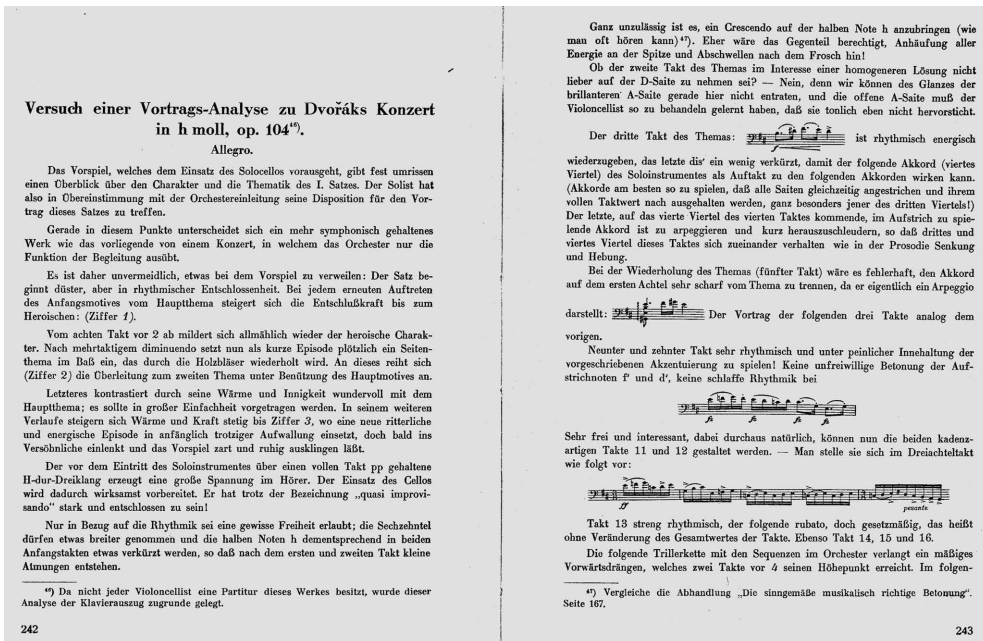 Versuch einer Vortrags-Analyse zu Dvořáks Konzert
in h moll, op. 104⁴⁶).
Allegro.
Das Vorspiel, welches dem Einsatz des Solocellos vorausgeht, gibt fest umrissen
einen Überblick über den Charakter und die Thematik des I. Satzes. Der Solist hat
also in Übereinstimmung mit der Orchestereinleitung seine Disposition für den Vor-
trag dieses Satzes zu treffen.
Gerade in diesem Punkte unterscheidet sich ein mehr symphonisch gehaltenes
Werk wie das vorliegende von einem Konzert, in welchem das Orchester nur die
Funktion der Begleitung ausübt.
Es ist daher unvermeidlich, etwas bei dem Vorspiel zu verweilen: Der Satz be-
ginnt düster, aber in rhythmischer Entschlossenheit. Bei jedem erneuten Auftreten
des Anfangsmotives vom Hauptthema steigert sich die Entschlußkraft bis zum
Heroischen: (Ziffer 1).
Vom achten Takt vor 2 ab mildert sich allmählich wieder der heroische Charak-
ter. Nach mehrtaktigem diminuendo setzt nun als kurze Episode plötzlich ein Seiten-
thema im Baß ein, das durch die Holzbläser wiederholt wird. An dieses reiht sich
(Ziffer 2) die Überleitung zum zweiten Thema unter Benützung des Hauptmotives an.
Letzteres kontrastiert durch seine Wärme und Innigkeit wundervoll mit dem
Hauptthema; es sollte in großer Einfachheit vorgetragen werden. In seinem weiteren
Verlaufe steigern sich Wärme und Kraft stetig bis Ziffer 3, wo eine neue ritterliche
und energische Episode in anfänglich trotziger Aufwallung einsetzt, doch bald ins
Versöhnliche einlenkt und das Vorspiel zart und ruhig ausklingen läßt.
Der vor dem Eintritt des Soloinstrumentes über einen vollen Takt pp gehaltene
H-dur-Dreiklang erzeugt eine große Spannung im Hörer. Der Einsatz des Cellos
wird dadurch wirksamst vorbereitet. Er hat trotz der Bezeichnung „quasi improvi-
sando" stark und entschlossen zu sein!
Nur in Bezug auf die Rhythmik sei eine gewisse Freiheit erlaubt; die Sechzehntel
dürfen etwas breiter genommen und die halben Noten h dementsprechend in beiden
Anfangstakten etwas verkürzt werden, so daß nach dem ersten und zweiten Takt kleine
Atmungen entstehen.
⁴⁶) Da nicht jeder Violoncellist eine Partitur dieses Werkes besitzt, wurde dieser
Analyse der Klavierauszug zugrunde gelegt.
242
Ganz unzulässig ist es, ein Crescendo auf der halben Note h anzubringen (wie
man oft hören kann)⁴⁷). Eher wäre das Gegenteil berechtigt, Anhäufung aller
Energie an der Spitze und Abschwellen nach dem Frosch hin!
Ob der zweite Takt des Themas im Interesse einer homogeneren Lösung nicht
lieber auf der D-Saite zu nehmen sei? — Nein, denn wir können des Glanzes der
brillanteren A-Saite gerade hier nicht entraten, und die offene A-Saite muß der
Violoncellist so zu behandeln gelernt haben, daß sie tonlich eben nicht hervorsticht.
Der dritte Takt des Themas: f ist rhythmisch energisch
wiederzugeben, das letzte dis' ein wenig verkürzt, damit der folgende Akkord (viertes
Viertel) des Soloinstrumentes als Auftakt zu den folgenden Akkorden wirken kann.
(Akkorde am besten so zu spielen, daß alle Saiten gleichzeitig angestrichen und ihrem
vollen Taktwert nach ausgehalten werden, ganz besonders jener des dritten Viertels!)
Der letzte, auf das vierte Viertel des vierten Taktes kommende, im Aufstrich zu spie-
lende Akkord ist zu arpeggieren und kurz herauszuschleudern, so daß drittes und
viertes Viertel dieses Taktes sich zueinander verhalten wie in der Prosodie Senkung
und Hebung.
Bei der Wiederholung des Themas (fünfter Takt) wäre es fehlerhaft, den Akkord
auf dem ersten Achtel sehr scharf vom Thema zu trennen, da er eigentlich ein Arpeggio
darstellt: Der Vortrag der folgenden drei Takte analog dem
vorigen.
Neunter und zehnter Takt sehr rhythmisch und unter peinlicher Innehaltung der
vorgeschriebenen Akzentuierung zu spielen! Keine unfreiwillige Betonung der Auf-
strichnoten f' und d', keine schlaffe Rhythmik bei
fz fz fz fz
Sehr frei und interessant, dabei durchaus natürlich, können nun die beiden kadenz-
artigen Takte 11 und 12 gestaltet werden. — Man stelle sie sich im Dreiachteltakt
wie folgt vor:
ff pesante
Takt 13 streng rhythmisch, der folgende rubato, doch gesetzmäßig, das heißt
ohne Veränderung des Gesamtwertes der Takte. Ebenso Takt 14, 15 und 16.
Die folgende Trillerkette mit den Sequenzen im Orchester verlangt ein mäßiges
Vorwärtsdrängen, welches zwei Takte vor 4 seinen Höhepunkt erreicht. Im folgen-
⁴⁷) Vergleiche die Abhandlung „Die sinngemäße musikalisch richtige Betonung".
Seite 167.
243